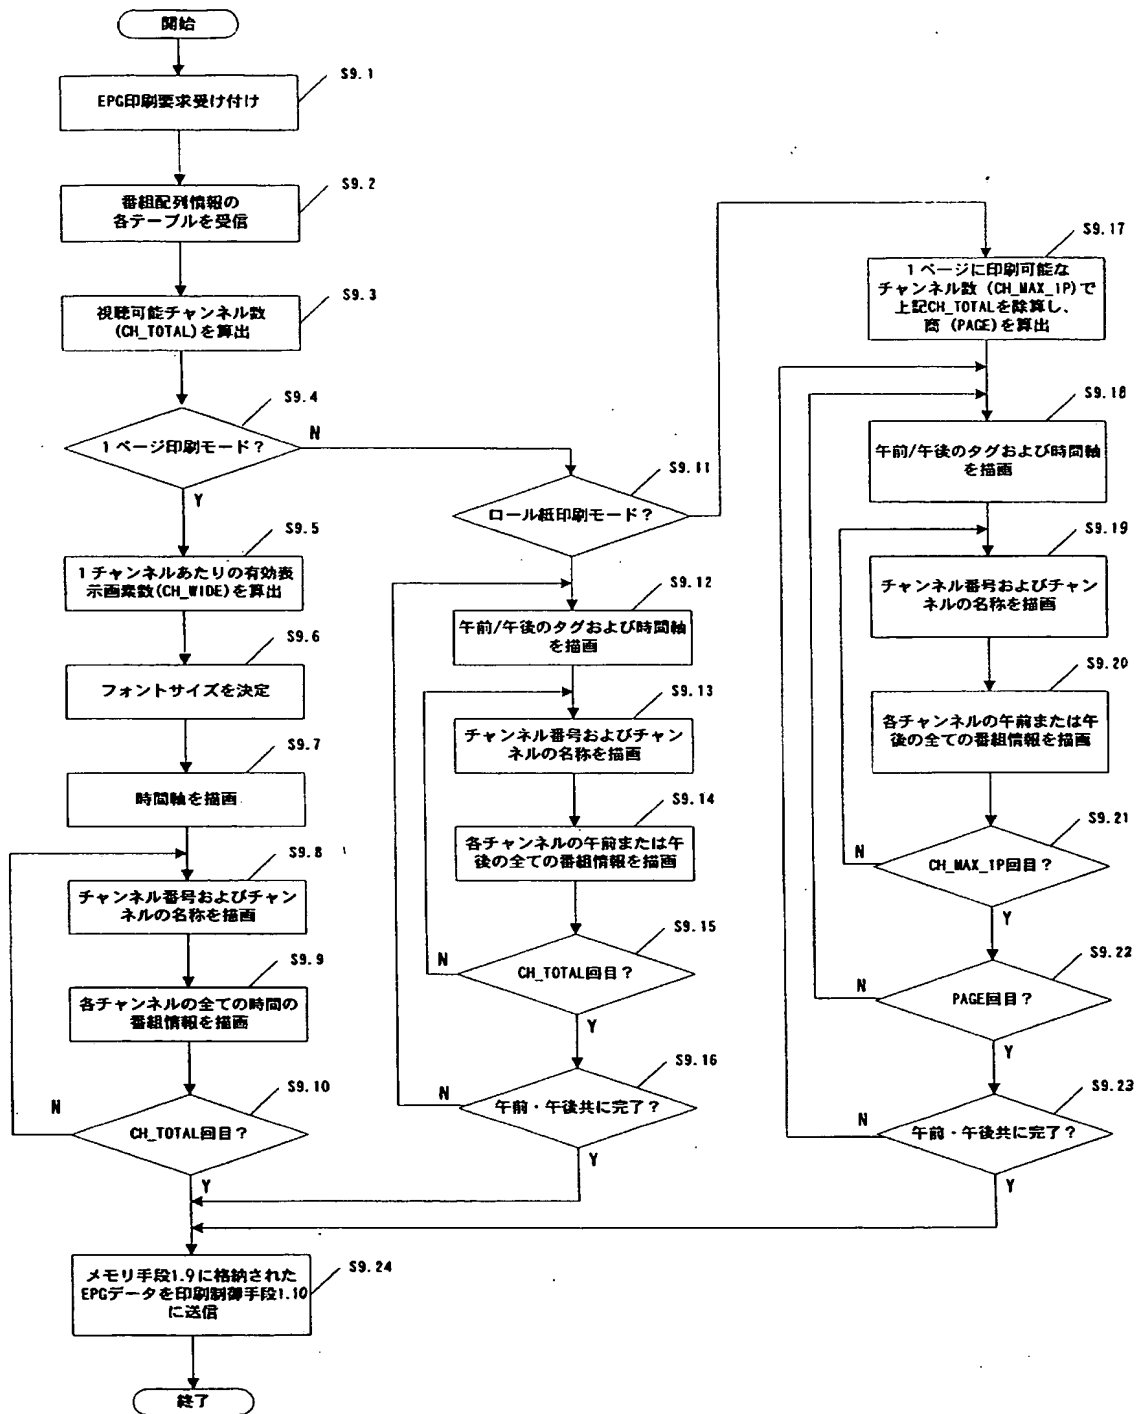 開始
S9.1
EPG印刷要求受け付け
S9.2
番組配列情報の
各テーブルを受信
S9.3
視聴可能チャンネル数
(CH_TOTAL)を算出
S9.4
1ページ印刷モード？
N
Y
S9.5
1チャンネルあたりの有効表
示画素数(CH_WIDE)を算出
S9.6
フォントサイズを決定
S9.7
時間軸を描画
S9.8
チャンネル番号およびチャン
ネルの名称を描画
S9.9
各チャンネルの全ての時間の
番組情報を描画
S9.10
N
CH_TOTAL回目？
Y
S9.11
ロール紙印刷モード？
S9.12
午前/午後のタグおよび時間軸
を描画
S9.13
チャンネル番号およびチャン
ネルの名称を描画
S9.14
各チャンネルの午前または午
後の全ての番組情報を描画
S9.15
N
CH_TOTAL回目？
Y
S9.16
N
午前・午後共に完了？
Y
S9.17
1ページに印刷可能な
チャンネル数 (CH_MAX_1P)で
上記CH_TOTALを除算し、
商 (PAGE)を算出
S9.18
午前/午後のタグおよび時間軸
を描画
S9.19
チャンネル番号およびチャン
ネルの名称を描画
S9.20
各チャンネルの午前または午
後の全ての番組情報を描画
S9.21
N
CH_MAX_1P回目？
Y
S9.22
N
PAGE回目？
Y
S9.23
N
午前・午後共に完了？
Y
S9.24
メモリ手段1.9に格納された
EPGデータを印刷制御手段1.10
に送信
終了